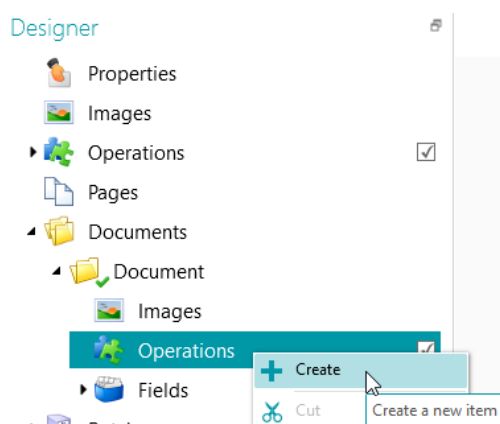 Designer
Properties
Images
Operations
Pages
Documents
Document
Images
Operations
Create
Fields
Cut
Create a new item